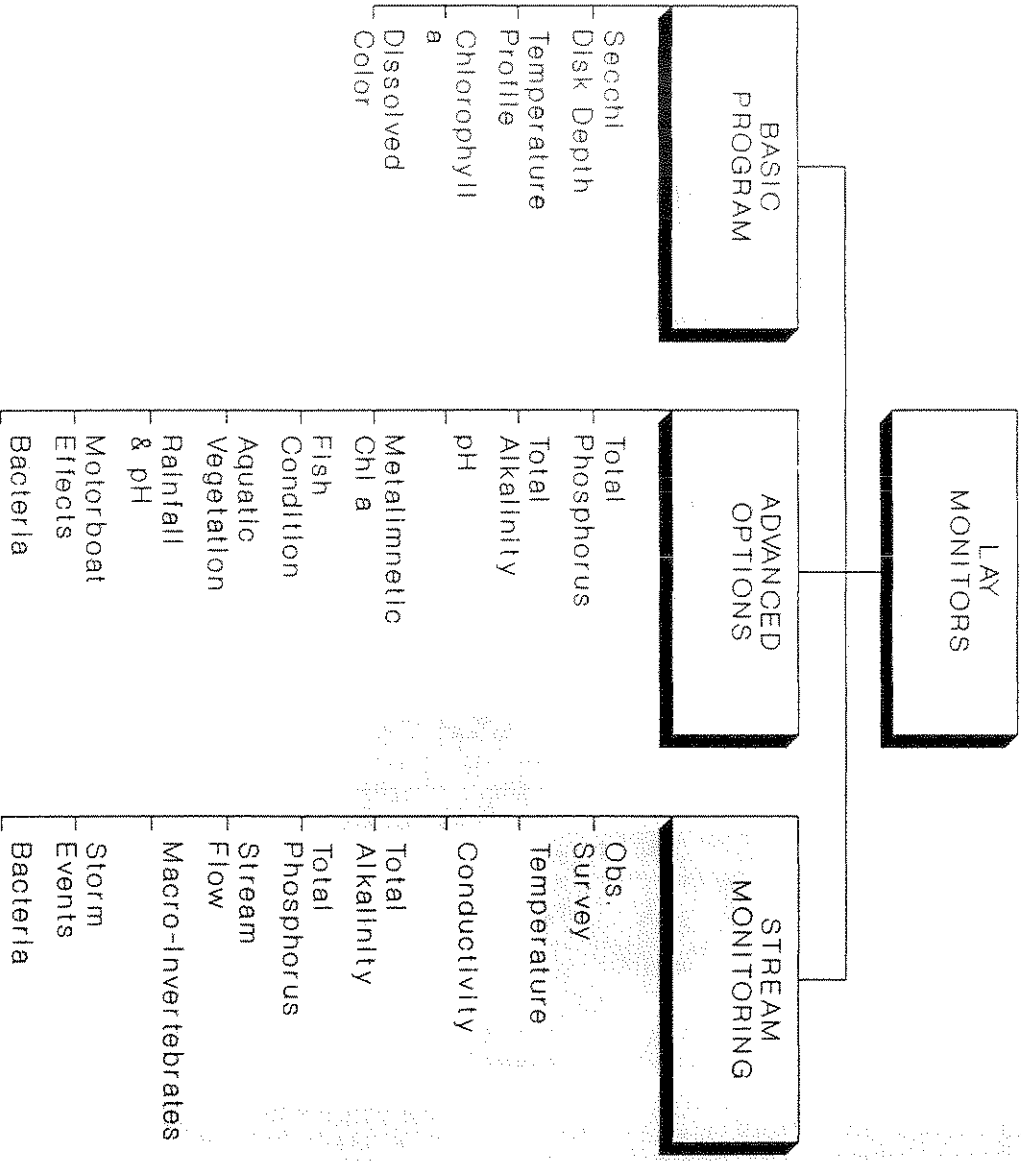 LAY
MONITORS
BASIC
PROGRAM
Secchi
Disk Depth
Temperature
Profile
Chlorophyll
a
Dissolved
Color
ADVANCED
OPTIONS
Total
Phosphorus
Total
Alkalinity
pH
Metalimnetic
Chl a
Fish
Condition
Aquatic
Vegetation
Rainfall
& pH
Motorboat
Effects
Bacteria
STREAM
MONITORING
Obs.
Survey
Temperature
Conductivity
Total
Alkalinity
Total
Phosphorus
Stream
Flow
Macro-Invertebrates
Storm
Events
Bacteria